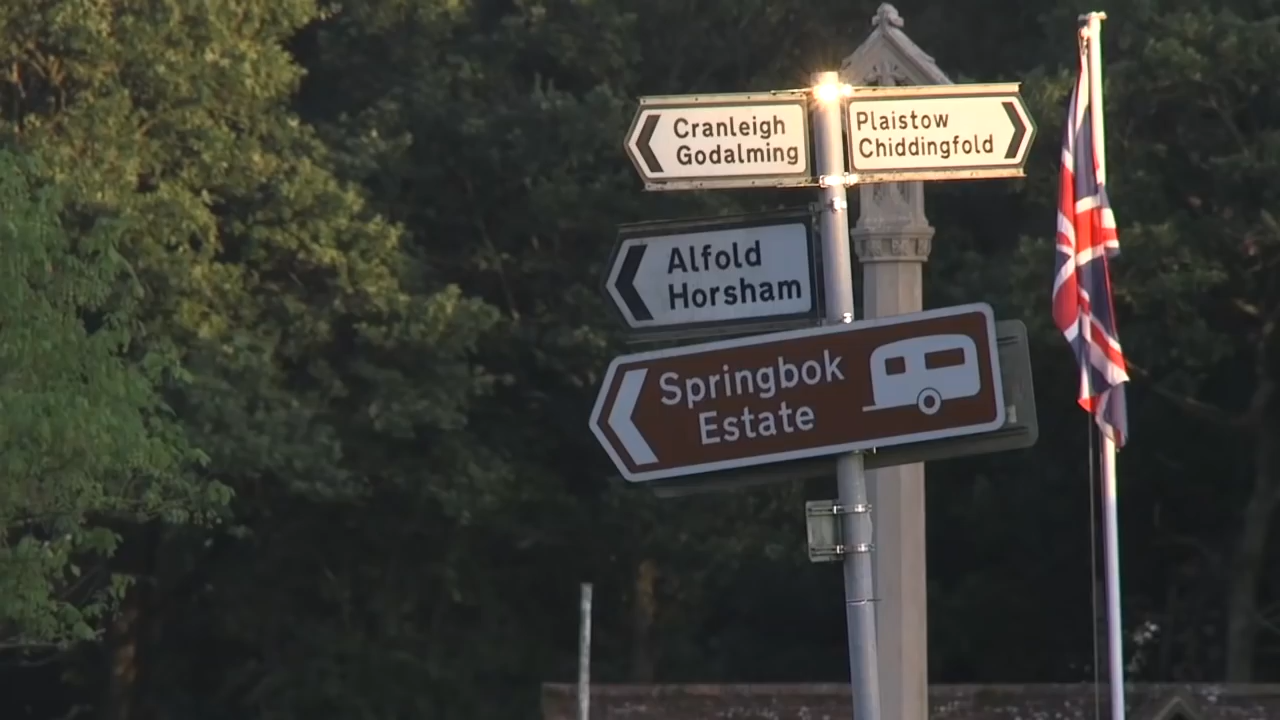 Cranleigh
Godalming
Plaistow
Chiddingfold
Alfold
Horsham
Springbok
Estate